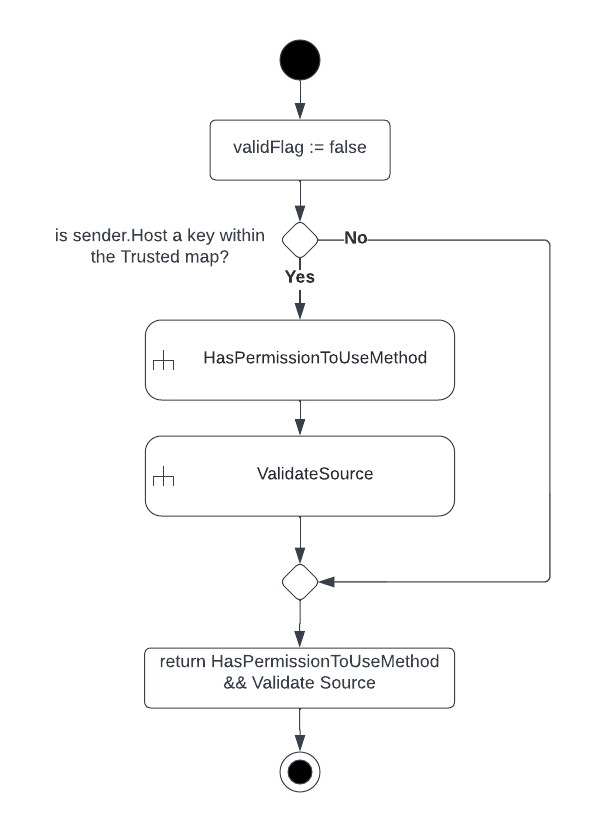 validFlag := false
is sender.Host a key within
the Trusted map?
No
Yes
HasPermissionToUseMethod
ValidateSource
return HasPermissionToUseMethod
&& Validate Source